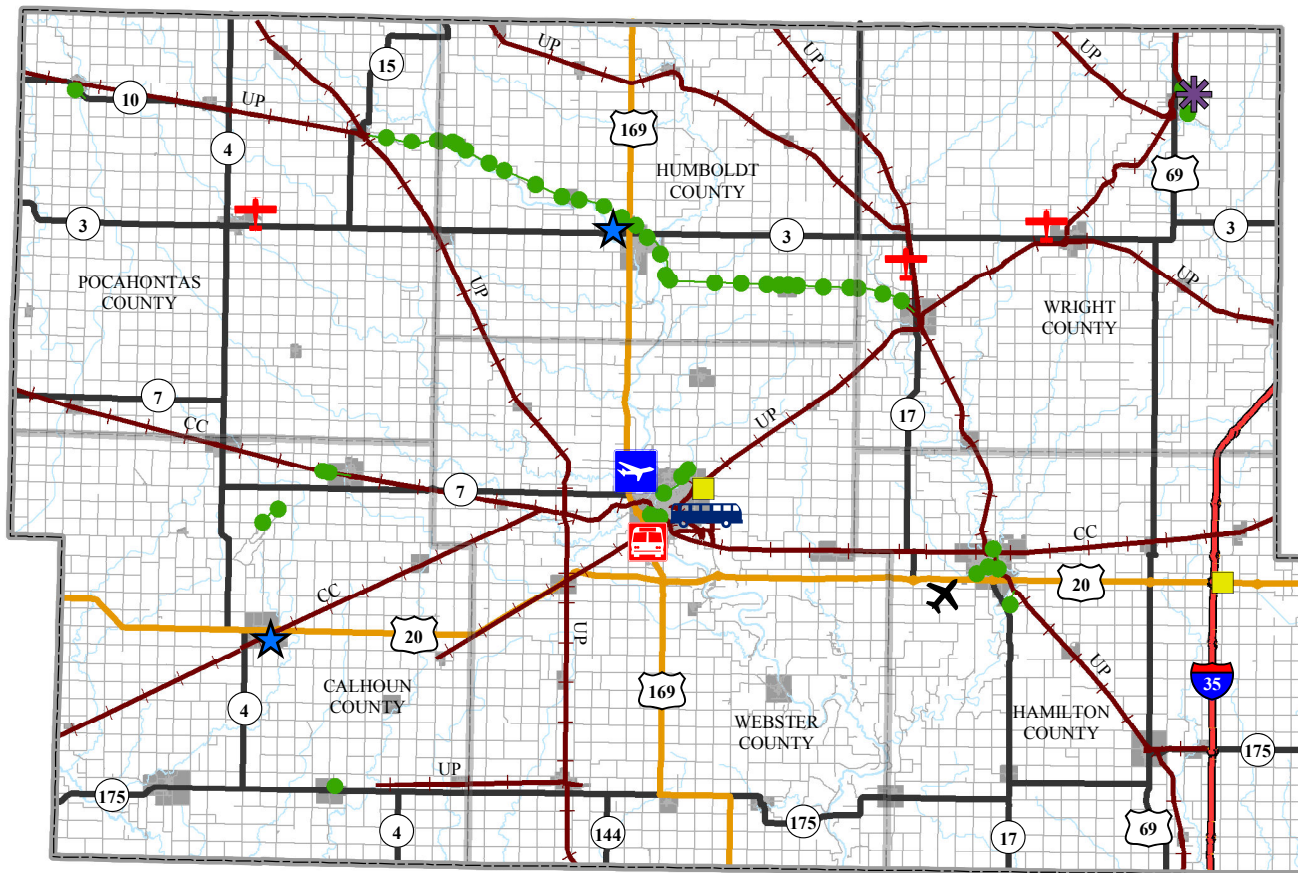 UP
15
UP
UP
10
UP
169
4
HUMBOLDT
COUNTY
69
3
3
3
POCAHONTAS
COUNTY
UP
UP
WRIGHT
COUNTY
7
17
CC
UP
7
CC
20
CC
20
UP
UP
35
CALHOUN
COUNTY
169
4
WEBSTER
COUNTY
HAMILTON
COUNTY
175
UP
175
4
144
175
17
69